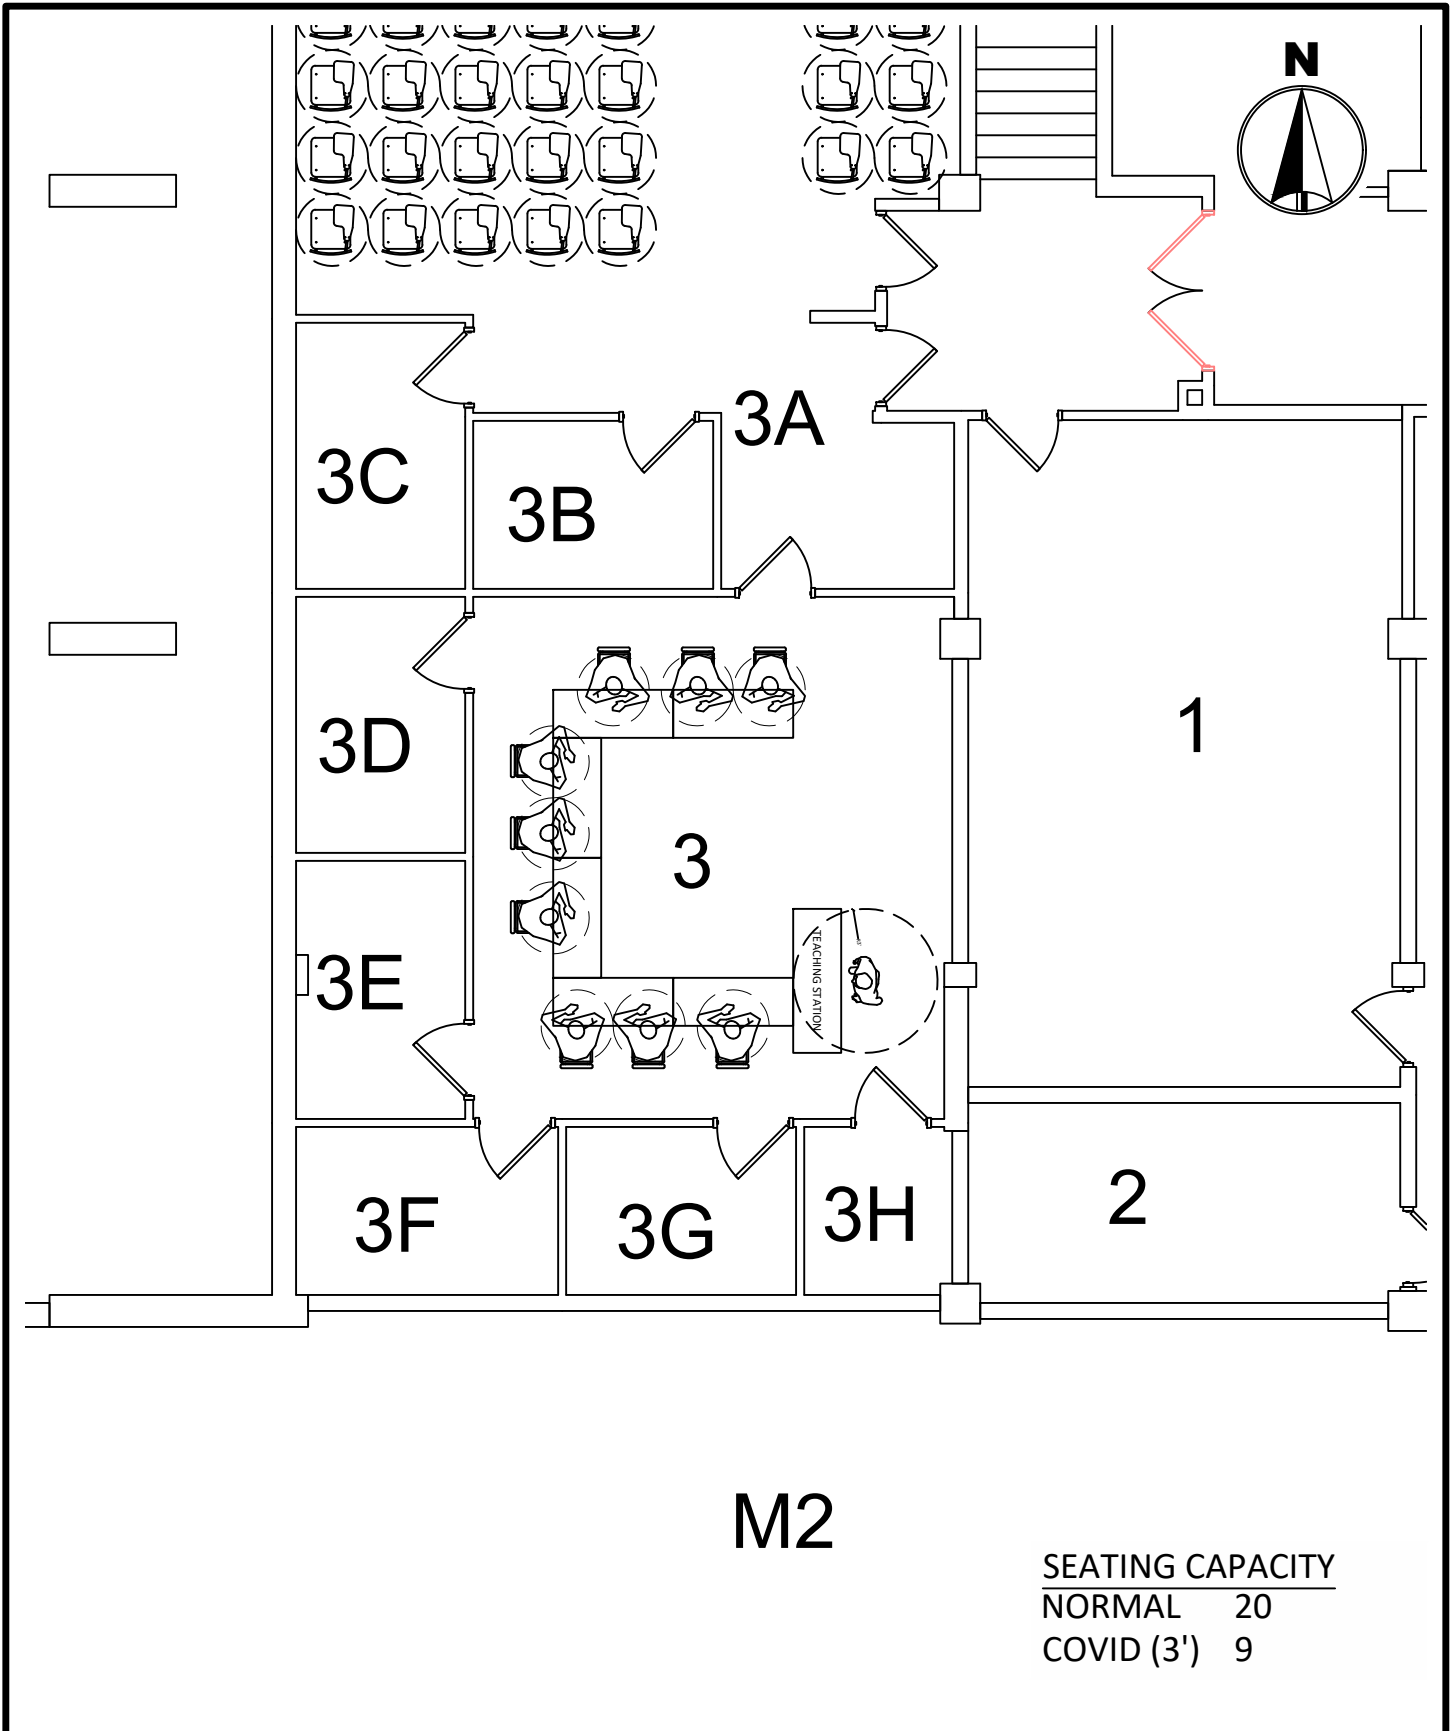 N
3A
3C
3B
3D
1
3
3E
TEACHING STATION
3F
3G
3H
2
M2
SEATING CAPACITY
NORMAL 20
COVID (3') 9